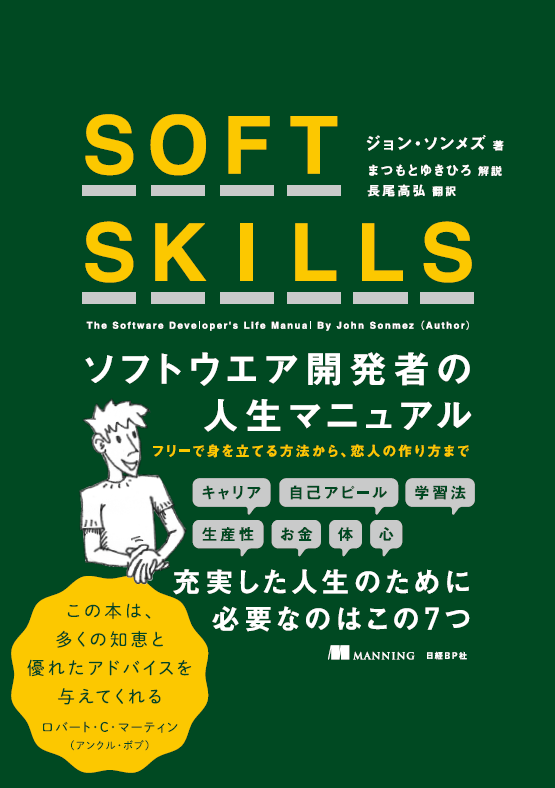 SOFT
ジョン・ソンメズ 著
まつもとゆきひろ 解説
長尾高弘 翻訳
SKILLS
The Software Developer's Life Manual By John Sonmez (Author)
ソフトウエア開発者の
人生マニュアル
フリーで身を立てる方法から、恋人の作り方まで
キャリア 自己アピール 学習法
生産性 お金 体 心
充実した人生のために
必要なのはこの7つ
MANNING 日経BP社
この本は、
多くの知恵と
優れたアドバイスを
与えてくれる
ロバート・C・マーティン
(アンクル・ボブ)